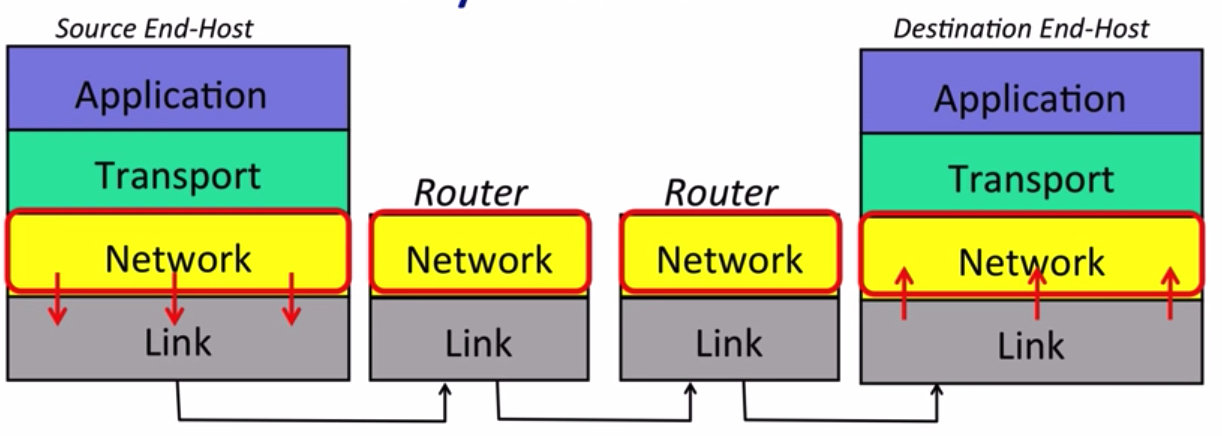 Source End-Host
Destination End-Host
Application
Application
Transport
Transport
Router
Router
Network
Network
Network
Network
Link
Link
Link
Link